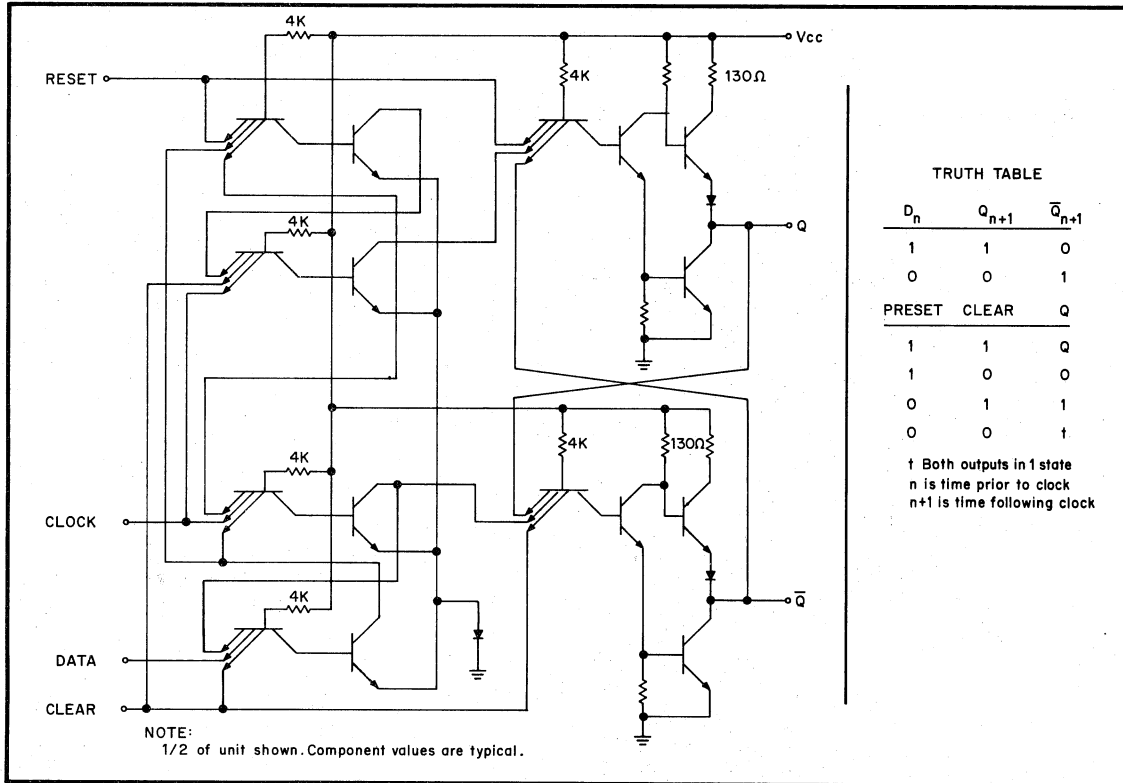 4K
Vcc
RESET
4K
130Ω
4K
Q
4K
130Ω
4K
CLOCK
4K
Q̅
DATA
CLEAR
NOTE:
1/2 of unit shown. Component values are typical.
TRUTH TABLE
Dn Qn+1 Q̅n+1
1 1 0
0 0 1
PRESET CLEAR Q
1 1 Q
1 0 0
0 1 1
0 0 †
† Both outputs in 1 state
n is time prior to clock
n+1 is time following clock